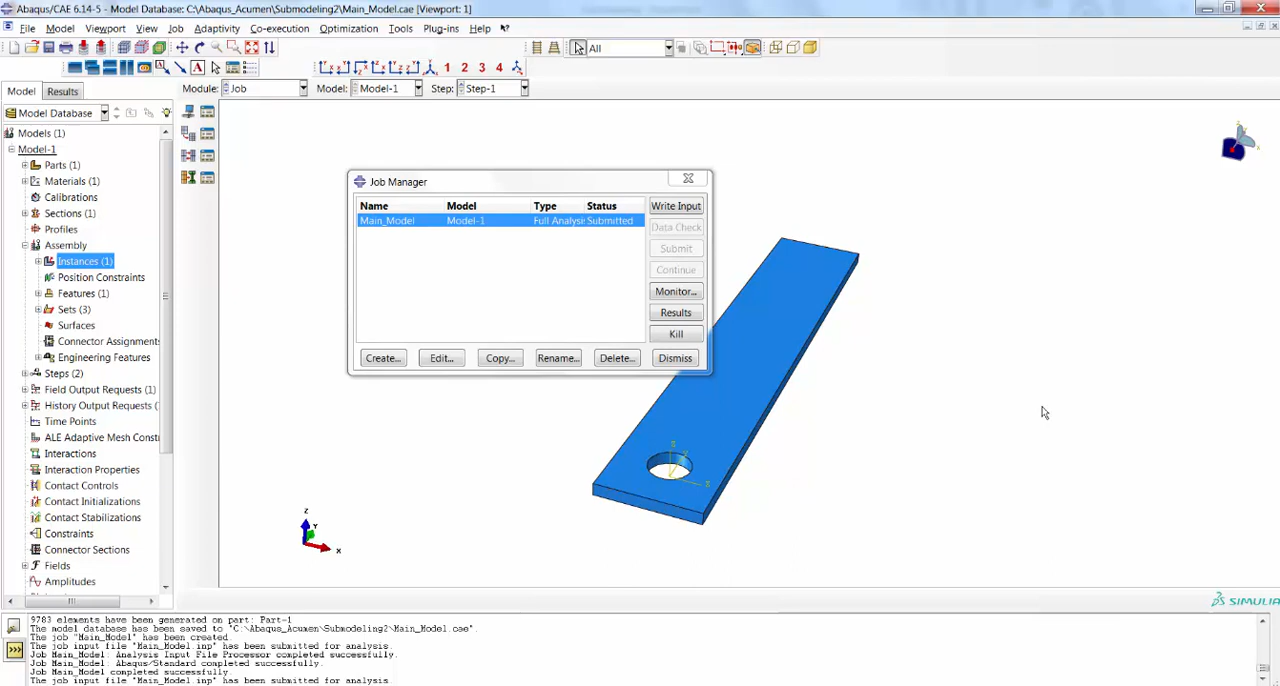 Abaqus/CAE 6.14-5 - Model Database: C:\Abaqus_Acumen\Submodeling2\Main_Model.cae [Viewport: 1]
File Model Viewport View Job Adaptivity Co-execution Optimization Tools Plug-ins Help
All
1 2 3 4
Model Results Module: Job Model: Model-1 Step: Step-1
Model Database
Models (1)
Model-1
Parts (1)
Materials (1)
Calibrations
Sections (1)
Profiles
Assembly
Instances (1)
Position Constraints
Features (1)
Sets (3)
Surfaces
Connector Assignments
Engineering Features
Steps (2)
Field Output Requests (1)
History Output Requests (
Time Points
ALE Adaptive Mesh Const
Interactions
Interaction Properties
Contact Controls
Contact Initializations
Contact Stabilizations
Constraints
Connector Sections
Fields
Amplitudes
Job Manager
Name Model Type Status
Main_Model Model-1 Full Analysi Submitted
Write Input
Data Check
Submit
Continue
Monitor...
Results
Kill
Create... Edit... Copy... Rename... Delete... Dismiss
Z
Y
X
SIMULIA
9783 elements have been generated on part: Part-1
The model database has been saved to "C:\Abaqus_Acumen\Submodeling2\Main_Model.cae".
The job "Main_Model" has been created.
The job input file "Main_Model.inp" has been submitted for analysis.
Job Main_Model: Analysis Input File Processor completed successfully.
Job Main_Model: Abaqus/Standard completed successfully.
Job Main_Model completed successfully.
The job input file "Main_Model.inp" has been submitted for analysis.